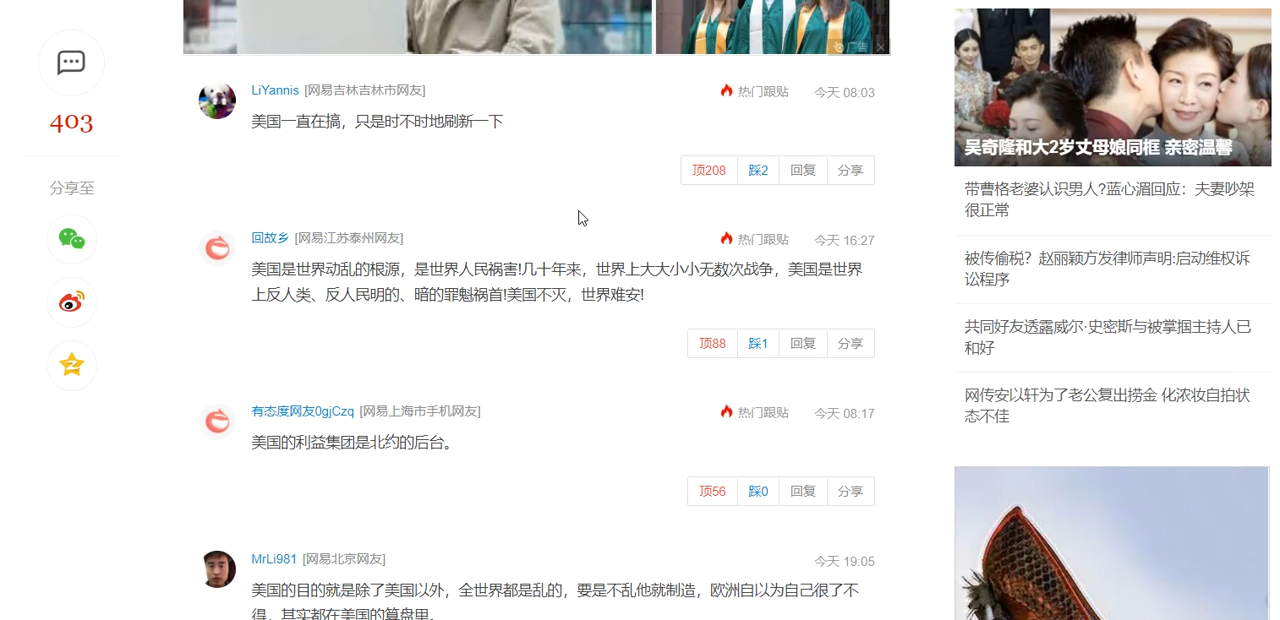 403
分享至
广告
LiYannis [网易吉林吉林市网友]
热门跟贴 今天 08:03
美国一直在搞，只是时不时地刷新一下
顶208 踩2 回复 分享
回故乡 [网易江苏泰州网友]
热门跟贴 今天 16:27
美国是世界动乱的根源，是世界人民祸害!几十年来，世界上大大小小无数次战争，美国是世界
上反人类、反人民明的、暗的罪魁祸首!美国不灭，世界难安!
顶88 踩1 回复 分享
有态度网友0gjCzq [网易上海市手机网友]
热门跟贴 今天 08:17
美国的利益集团是北约的后台。
顶56 踩0 回复 分享
MrLi981 [网易北京网友]
今天 19:05
美国的目的就是除了美国以外，全世界都是乱的，要是不乱他就制造，欧洲自以为自己很了不
得，其实都在美国的算盘里。
吴奇隆和大2岁丈母娘同框 亲密温馨
带曹格老婆认识男人?蓝心湄回应：夫妻吵架
很正常
被传偷税？赵丽颖方发律师声明:启动维权诉
讼程序
共同好友透露威尔·史密斯与被掌掴主持人已
和好
网传安以轩为了老公复出捞金 化浓妆自拍状
态不佳